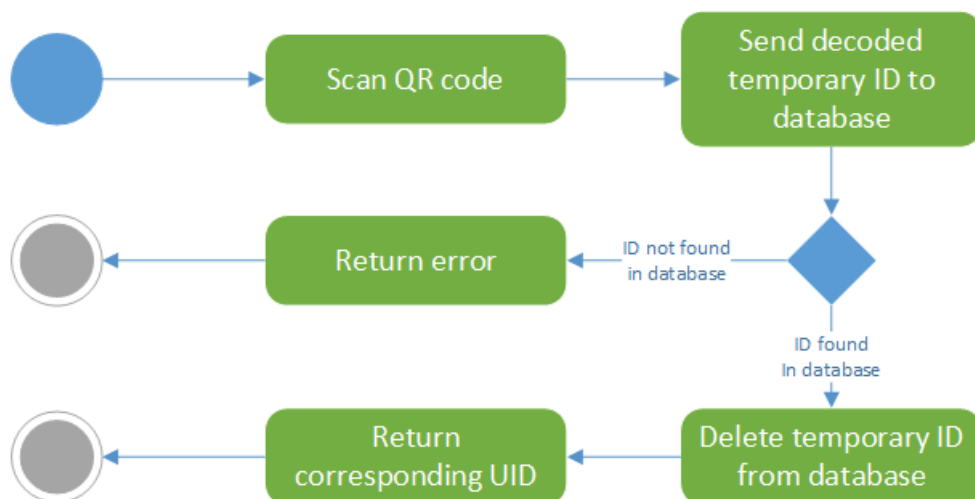 Scan QR code
Send decoded
temporary ID to
database
Return error
ID not found
in database
ID found
In database
Return
corresponding UID
Delete temporary ID
from database